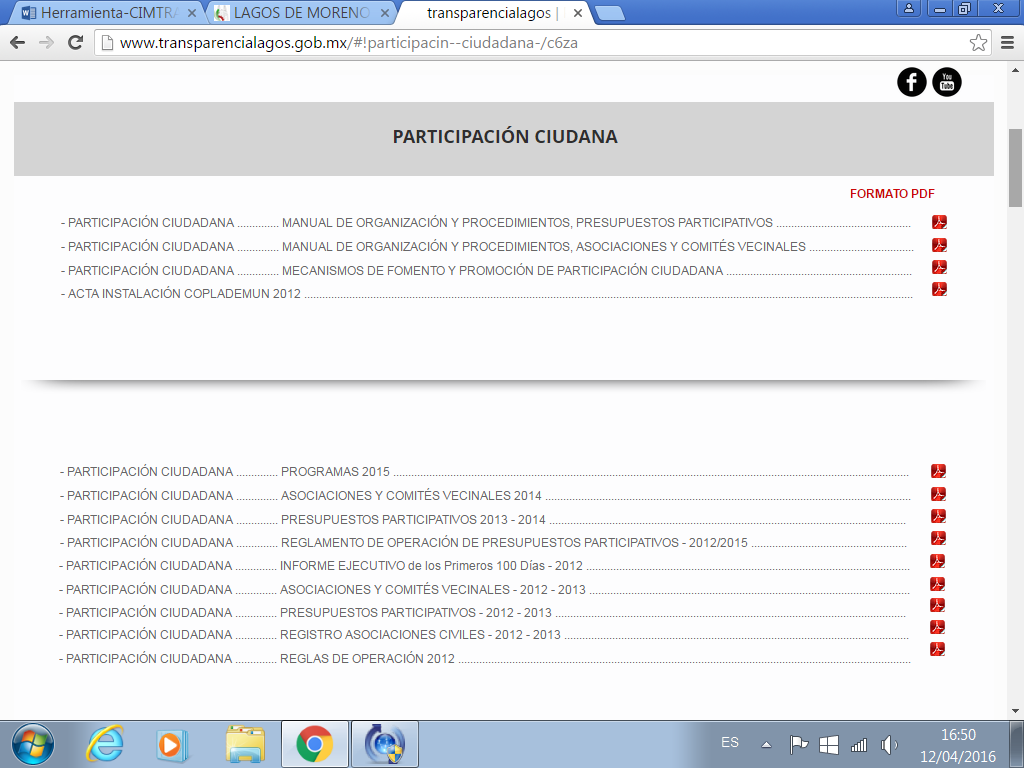 Herramienta-CIMTRA
LAGOS DE MORENO
transparencialagos |
www.transparencialagos.gob.mx/#!participacin--ciudadana-/c6za
You Tube
PARTICIPACIÓN CIUDANA
FORMATO PDF
- PARTICIPACIÓN CIUDADANA .............. MANUAL DE ORGANIZACIÓN Y PROCEDIMIENTOS, PRESUPUESTOS PARTICIPATIVOS ..............
- PARTICIPACIÓN CIUDADANA .............. MANUAL DE ORGANIZACIÓN Y PROCEDIMIENTOS, ASOCIACIONES Y COMITÉS VECINALES ..............
- PARTICIPACIÓN CIUDADANA .............. MECANISMOS DE FOMENTO Y PROMOCIÓN DE PARTICIPACIÓN CIUDADANA ..............
- ACTA INSTALACIÓN COPLADEMUN 2012 ..............
- PARTICIPACIÓN CIUDADANA .............. PROGRAMAS 2015 ..............
- PARTICIPACIÓN CIUDADANA .............. ASOCIACIONES Y COMITÉS VECINALES 2014 ..............
- PARTICIPACIÓN CIUDADANA .............. PRESUPUESTOS PARTICIPATIVOS 2013 - 2014 ..............
- PARTICIPACIÓN CIUDADANA .............. REGLAMENTO DE OPERACIÓN DE PRESUPUESTOS PARTICIPATIVOS - 2012/2015 ..............
- PARTICIPACIÓN CIUDADANA .............. INFORME EJECUTIVO de los Primeros 100 Días - 2012 ..............
- PARTICIPACIÓN CIUDADANA .............. ASOCIACIONES Y COMITÉS VECINALES - 2012 - 2013 ..............
- PARTICIPACIÓN CIUDADANA .............. PRESUPUESTOS PARTICIPATIVOS - 2012 - 2013 ..............
- PARTICIPACIÓN CIUDADANA .............. REGISTRO ASOCIACIONES CIVILES - 2012 - 2013 ..............
- PARTICIPACIÓN CIUDADANA .............. REGLAS DE OPERACIÓN 2012 ..............
ES
16:50
12/04/2016